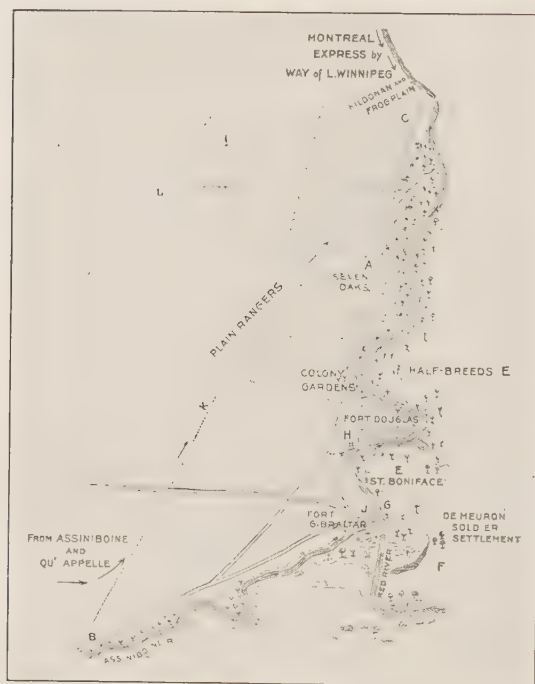 MONTREAL
EXPRESS by
WAY of L. WINNIPEG
KILDONAN AND
FROG PLAIN
C
I
L
A
SEVEN
OAKS
PLAIN RANGERS
K
COLONY
GARDENS
HALF-BREEDS E
FORT DOUGLAS
H
E
ST. BONIFACE
FORT
GIBRALTAR
J
G
DE MEURON
SOLDIER
SETTLEMENT
FROM ASSINIBOINE
AND
QU'APPELLE
RED RIVER
F
B